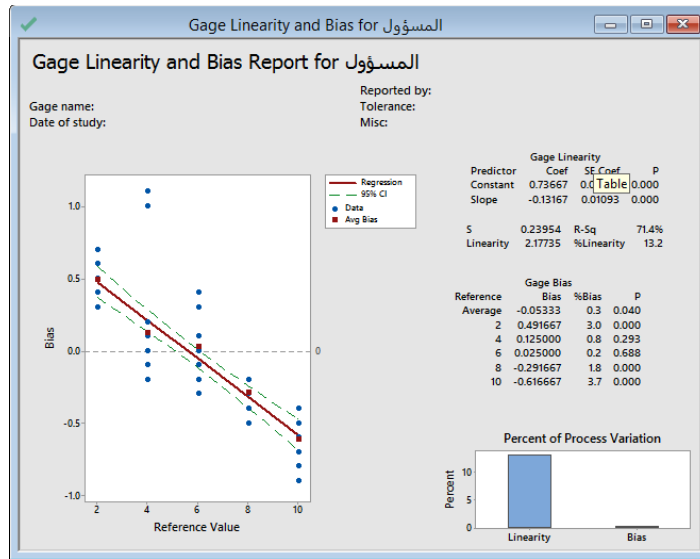 Gage Linearity and Bias for المسؤول
Gage Linearity and Bias Report for المسؤول
Reported by:
Gage name:
Tolerance:
Date of study:
Misc:
Gage Linearity
Predictor Coef SE Coef P
Constant 0.73667 0.0 0.000
Table
Slope -0.13167 0.01093 0.000
S 0.23954 R-Sq 71.4%
Linearity 2.17735 %Linearity 13.2
Gage Bias
Reference Bias %Bias P
Average -0.05333 0.3 0.040
2 0.491667 3.0 0.000
4 0.125000 0.8 0.293
6 0.025000 0.2 0.688
8 -0.291667 1.8 0.000
10 -0.616667 3.7 0.000
Regression
95% CI
Data
Avg Bias
1.0
0.5
0.0
-0.5
-1.0
Bias
0
2 4 6 8 10
Reference Value
Percent of Process Variation
10
5
0
Percent
Linearity Bias